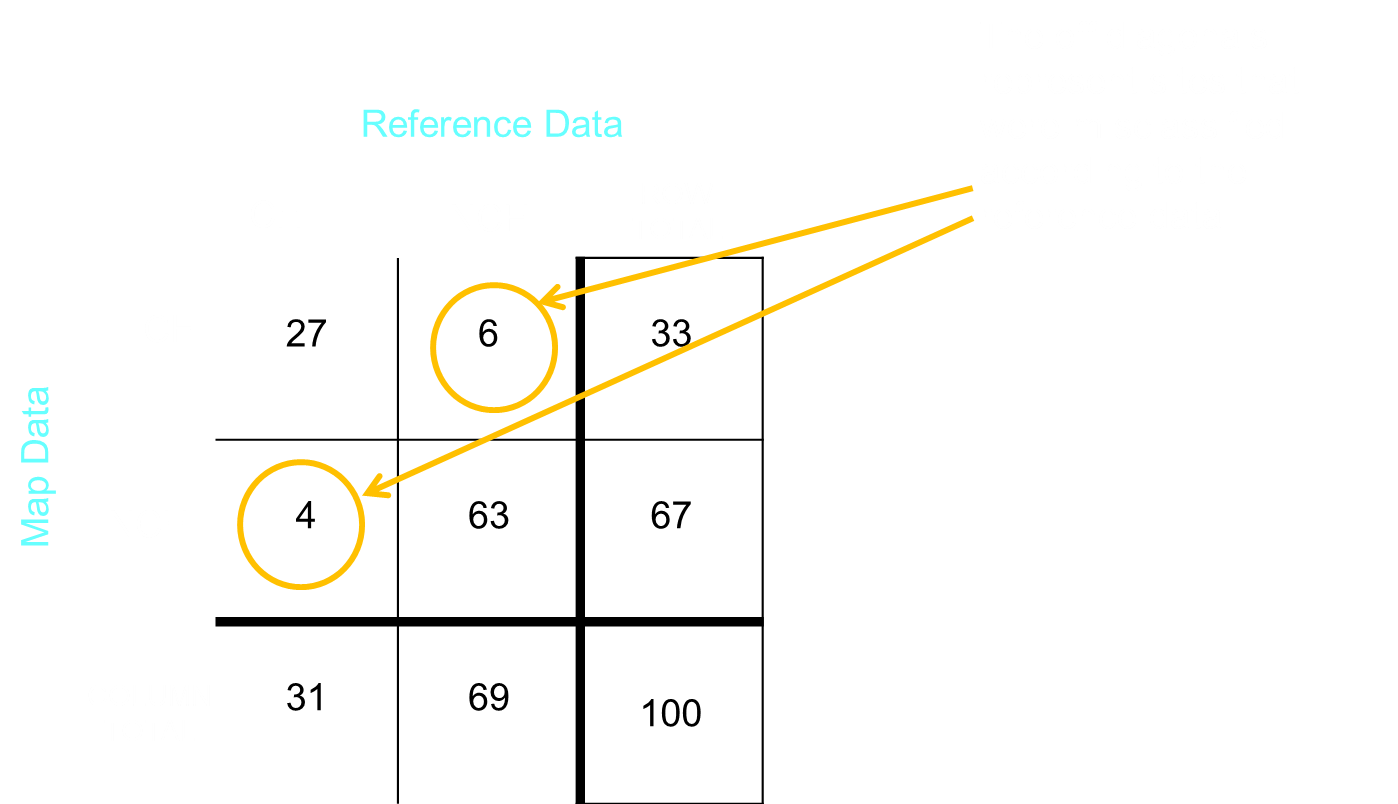 Reference Data
Map Data
27 6 33
4 63 67
31 69 100